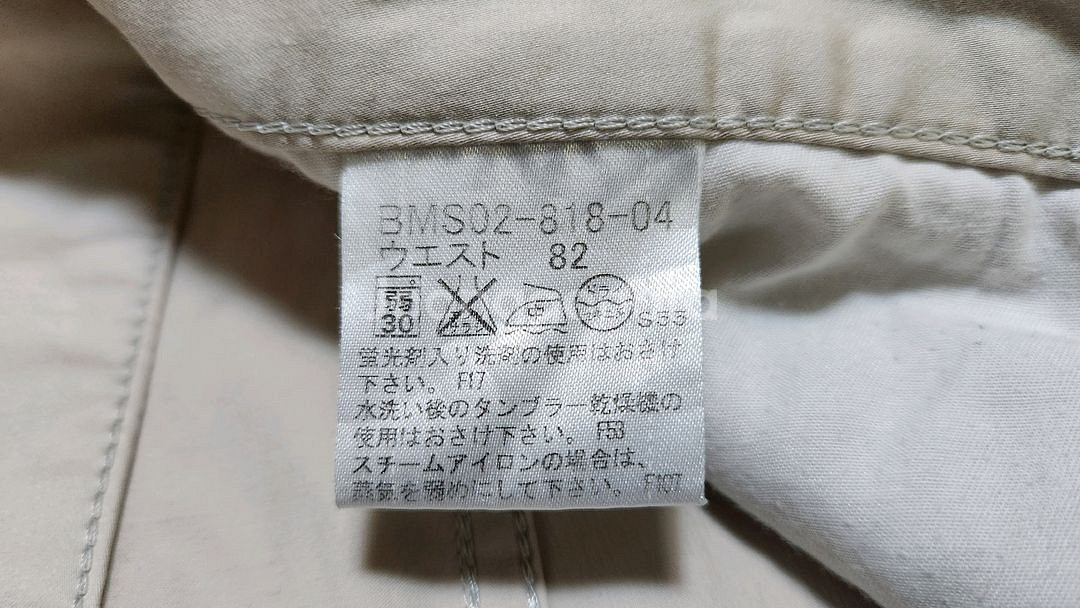 BMS02-818-04
ウエスト 82
弱
30
中
S33
蛍光剤入り洗剤の使用はおさけ
下さい。 F17
水洗い後のタンブラー乾燥機の
使用はおさけ下さい。 F53
スチームアイロンの場合は、
蒸気を弱めにして下さい。 F107